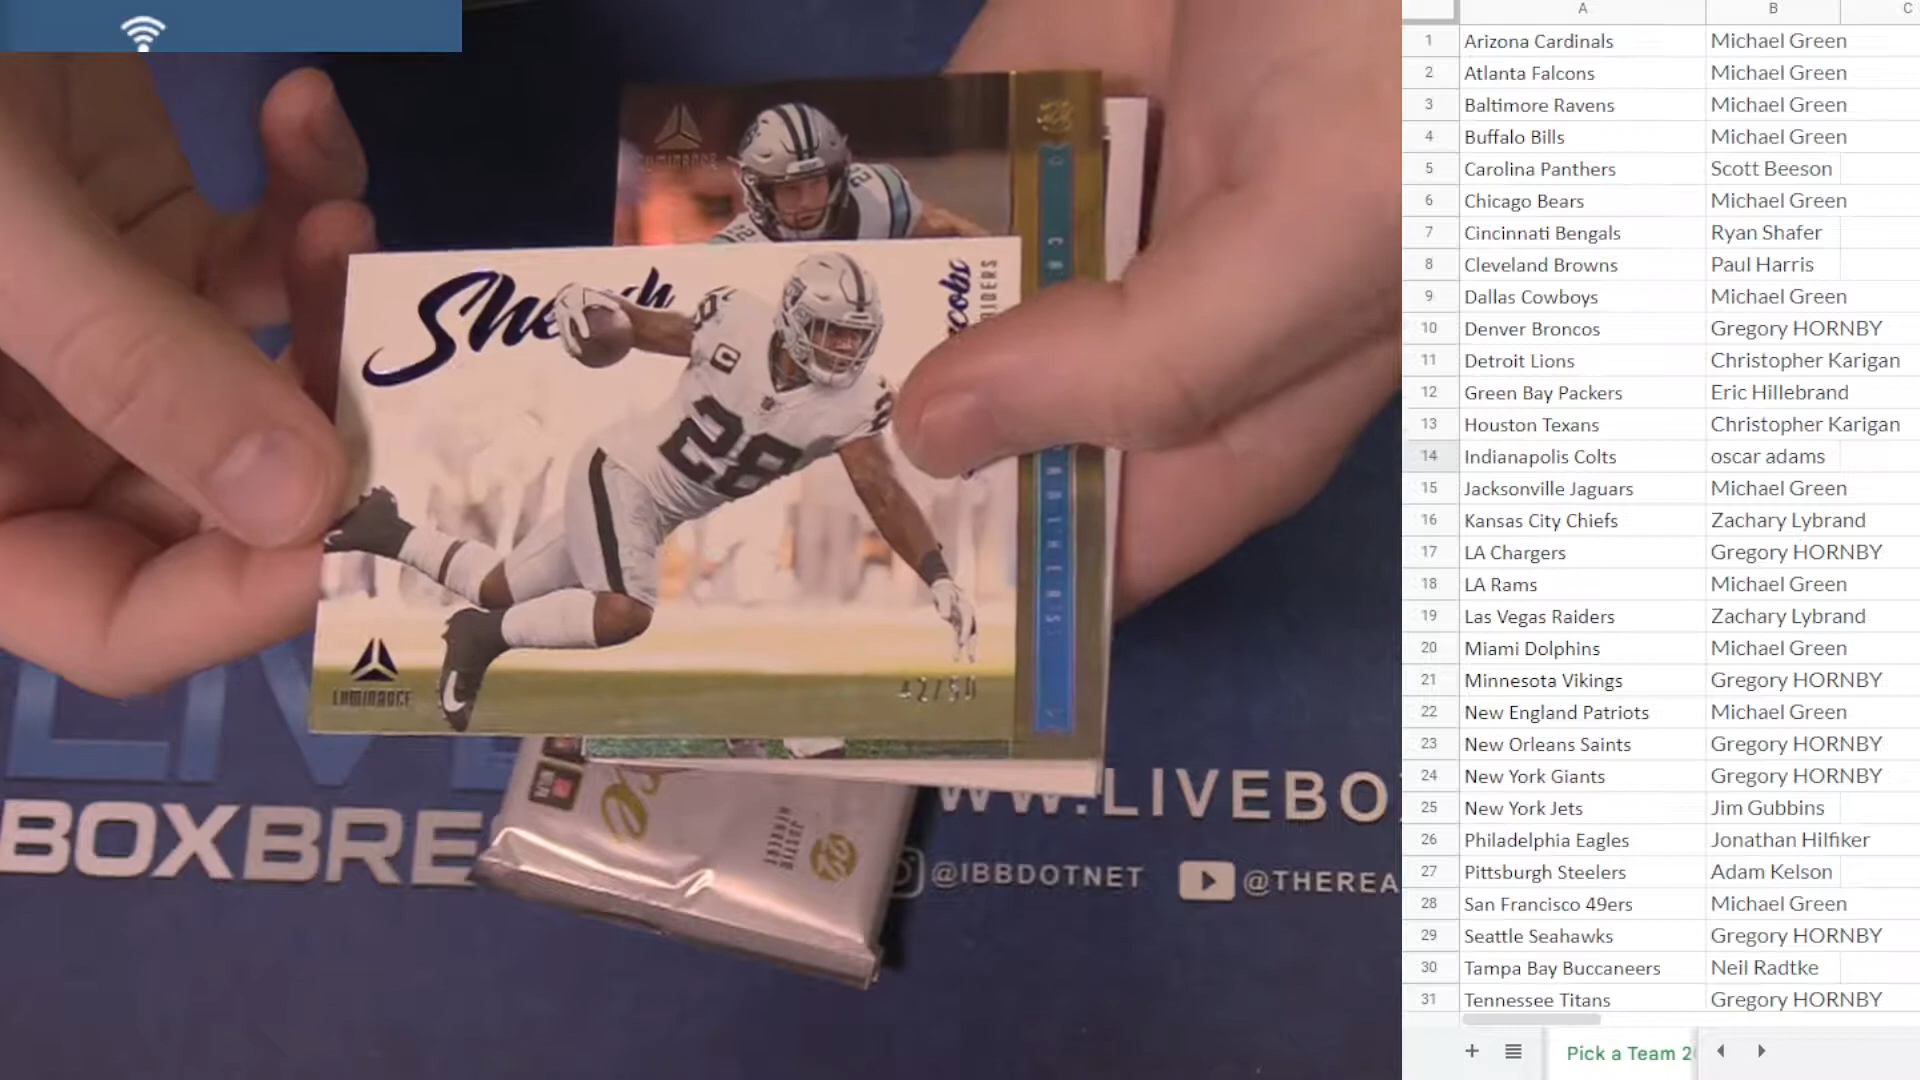 LUMINANCE
22
28
C
28
LUMINANCE
42/50
BOXBRE
WWW.LIVEBO
@IBBDOTNET
@THEREA
JUSTIN
HERBERT
A B C
1 Arizona Cardinals Michael Green
2 Atlanta Falcons Michael Green
3 Baltimore Ravens Michael Green
4 Buffalo Bills Michael Green
5 Carolina Panthers Scott Beeson
6 Chicago Bears Michael Green
7 Cincinnati Bengals Ryan Shafer
8 Cleveland Browns Paul Harris
9 Dallas Cowboys Michael Green
10 Denver Broncos Gregory HORNBY
11 Detroit Lions Christopher Karigan
12 Green Bay Packers Eric Hillebrand
13 Houston Texans Christopher Karigan
14 Indianapolis Colts oscar adams
15 Jacksonville Jaguars Michael Green
16 Kansas City Chiefs Zachary Lybrand
17 LA Chargers Gregory HORNBY
18 LA Rams Michael Green
19 Las Vegas Raiders Zachary Lybrand
20 Miami Dolphins Michael Green
21 Minnesota Vikings Gregory HORNBY
22 New England Patriots Michael Green
23 New Orleans Saints Gregory HORNBY
24 New York Giants Gregory HORNBY
25 New York Jets Jim Gubbins
26 Philadelphia Eagles Jonathan Hilfiker
27 Pittsburgh Steelers Adam Kelson
28 San Francisco 49ers Michael Green
29 Seattle Seahawks Gregory HORNBY
30 Tampa Bay Buccaneers Neil Radtke
31 Tennessee Titans Gregory HORNBY
Pick a Team 2